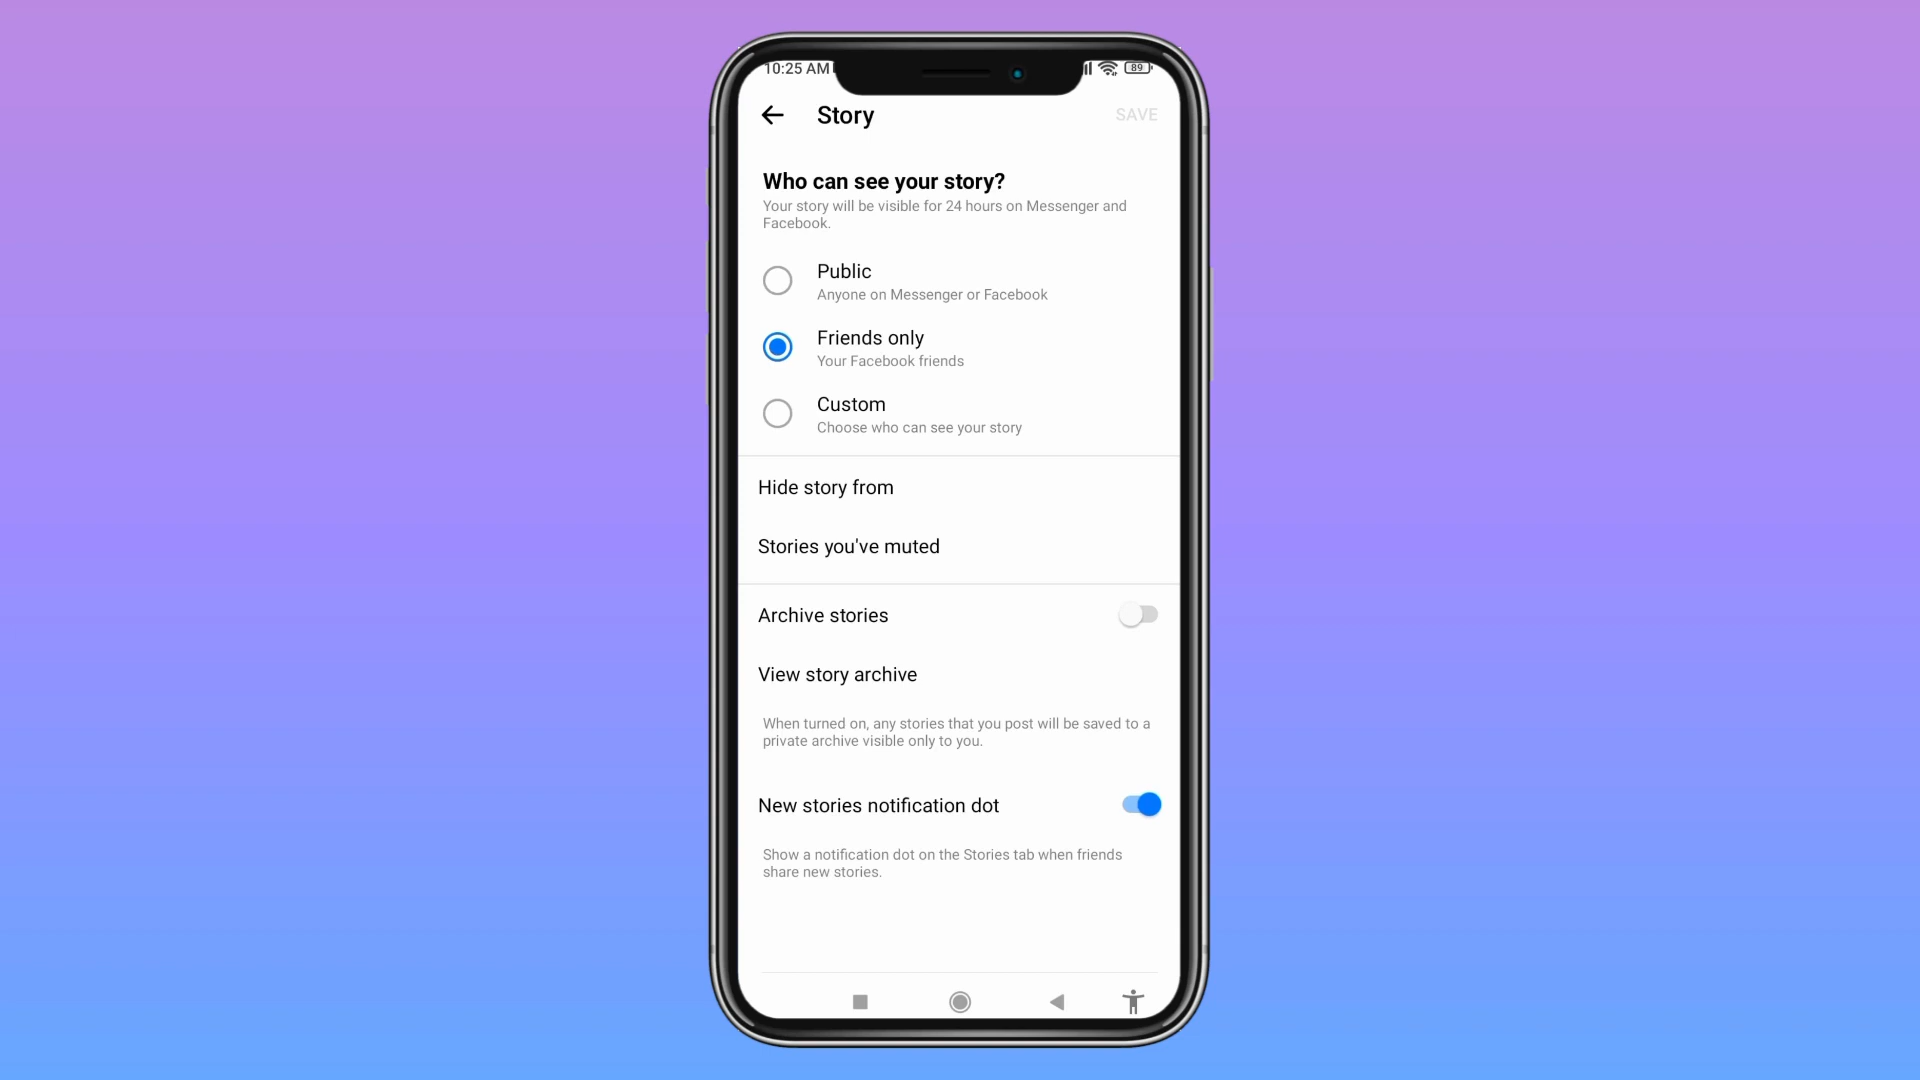 10:25 AM
89
Story
SAVE
Who can see your story?
Your story will be visible for 24 hours on Messenger and
Facebook.
Public
Anyone on Messenger or Facebook
Friends only
Your Facebook friends
Custom
Choose who can see your story
Hide story from
Stories you've muted
Archive stories
View story archive
When turned on, any stories that you post will be saved to a
private archive visible only to you.
New stories notification dot
Show a notification dot on the Stories tab when friends
share new stories.